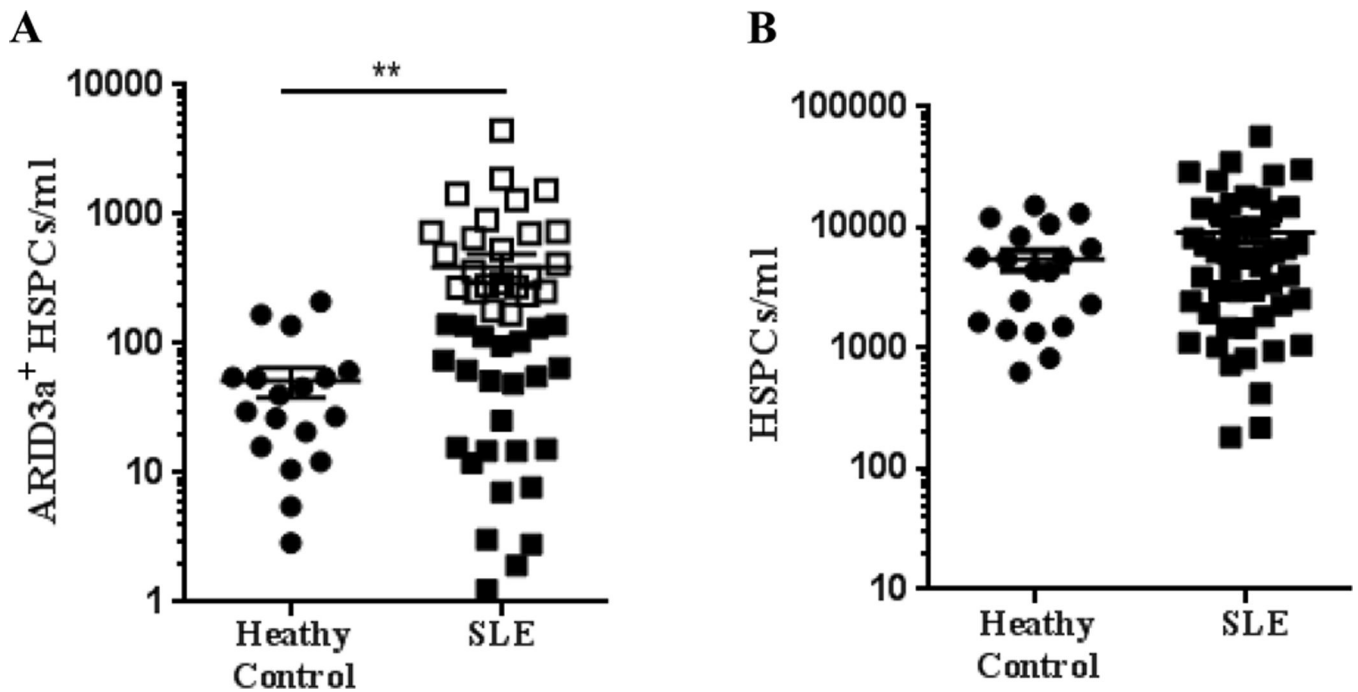 A
**
10000
1000
100
10
1
ARID3a+ HSPCs/ml
Heathy
Control
SLE
B
100000
10000
1000
100
10
HSPCs/ml
Heathy
Control
SLE